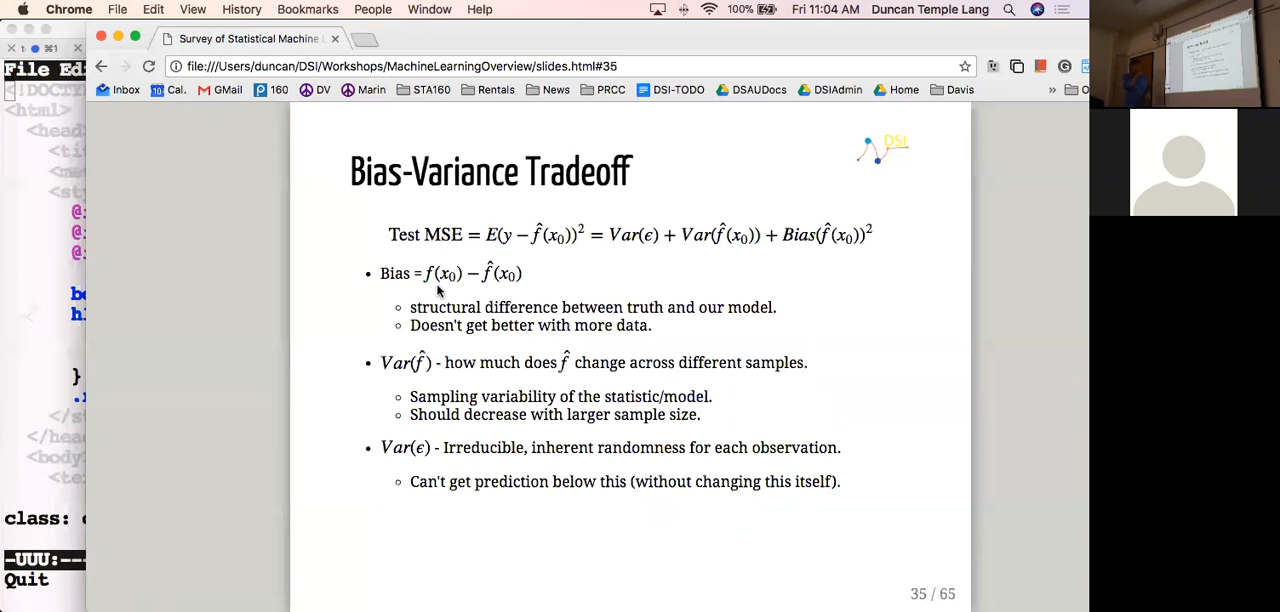 Chrome File Edit View History Bookmarks People Window Help 100% Fri 11:04 AM Duncan Temple Lang
⌘1 Survey of Statistical Machine
File Edi file:///Users/duncan/DSI/Workshops/MachineLearningOverview/slides.html#35
Inbox Cal. GMail 160 DV Marin STA160 Rentals News PRCC DSI-TODO DSAUDocs DSIAdmin Home Davis »
<!DOCTYPE
<html>
<head>
DSI
Bias-Variance Tradeoff
Test MSE = E(y − f̂(x₀))² = Var(ϵ) + Var(f̂(x₀)) + Bias(f̂(x₀))²
• Bias = f(x₀) − f̂(x₀)
◦ structural difference between truth and our model.
◦ Doesn't get better with more data.
• Var(f̂) - how much does f̂ change across different samples.
◦ Sampling variability of the statistic/model.
◦ Should decrease with larger sample size.
• Var(ϵ) - Irreducible, inherent randomness for each observation.
◦ Can't get prediction below this (without changing this itself).
35 / 65
class:
-UUU:---
Quit